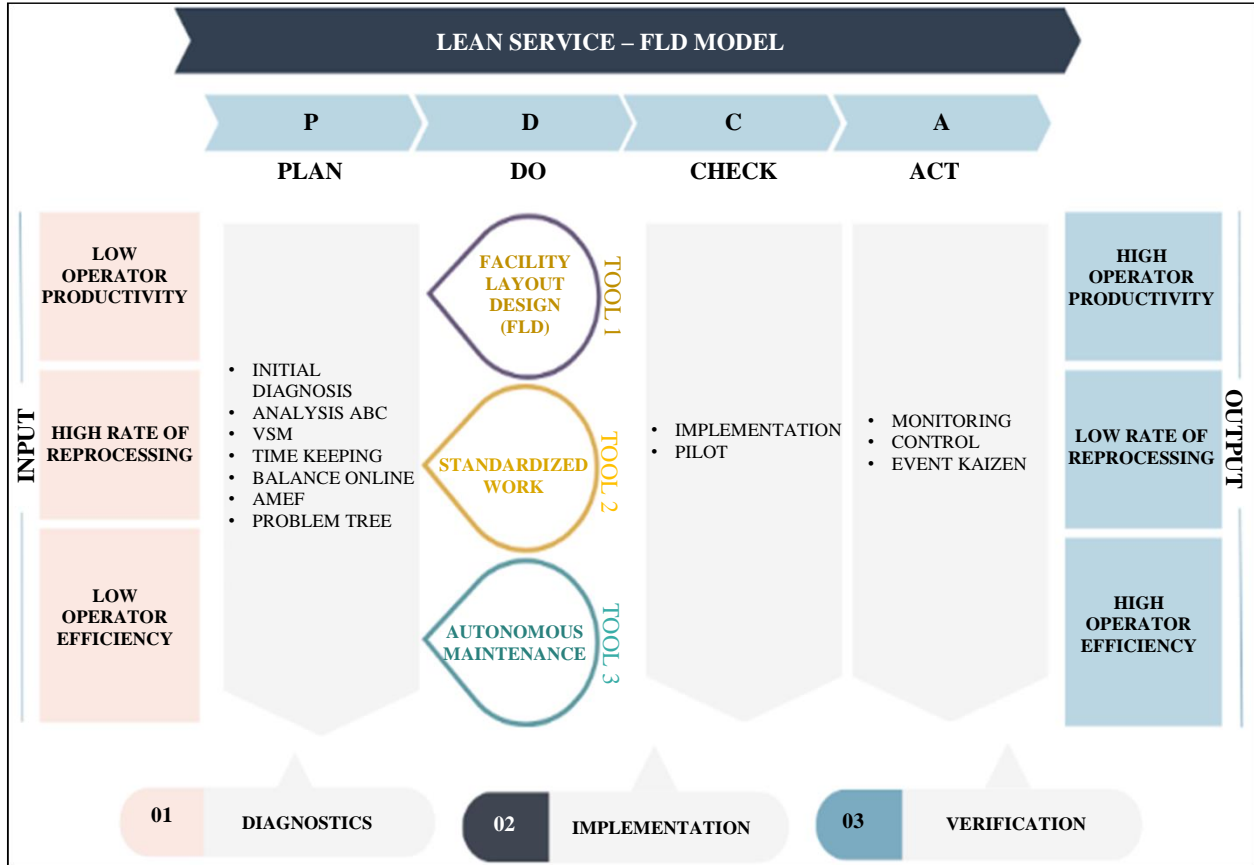 LEAN SERVICE – FLD MODEL
P
D
C
A
PLAN
DO
CHECK
ACT
INPUT
LOW
OPERATOR
PRODUCTIVITY
HIGH RATE OF
REPROCESSING
LOW
OPERATOR
EFFICIENCY
• INITIAL
DIAGNOSIS
• ANALYSIS ABC
• VSM
• TIME KEEPING
• BALANCE ONLINE
• AMEF
• PROBLEM TREE
FACILITY
LAYOUT
DESIGN
(FLD)
TOOL 1
STANDARDIZED
WORK
TOOL 2
AUTONOMOUS
MAINTENANCE
TOOL 3
• IMPLEMENTATION
• PILOT
• MONITORING
• CONTROL
• EVENT KAIZEN
HIGH
OPERATOR
PRODUCTIVITY
LOW RATE OF
REPROCESSING
HIGH
OPERATOR
EFFICIENCY
OUTPUT
01
DIAGNOSTICS
02
IMPLEMENTATION
03
VERIFICATION